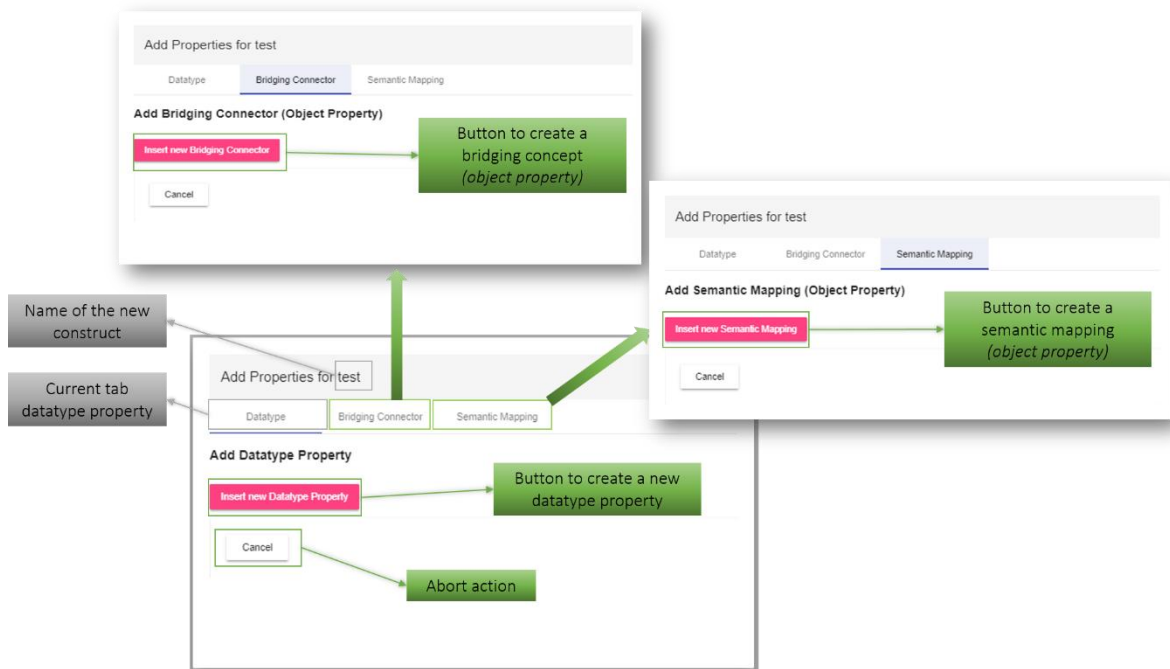 Add Properties for test
Datatype
Bridging Connector
Semantic Mapping
Add Bridging Connector (Object Property)
Insert new Bridging Connector
Button to create a
bridging concept
(object property)
Cancel
Add Properties for test
Datatype
Bridging Connector
Semantic Mapping
Add Semantic Mapping (Object Property)
Insert new Semantic Mapping
Button to create a
semantic mapping
(object property)
Cancel
Name of the new
construct
Add Properties for test
Current tab
datatype property
Datatype
Bridging Connector
Semantic Mapping
Add Datatype Property
Insert new Datatype Property
Button to create a new
datatype property
Cancel
Abort action